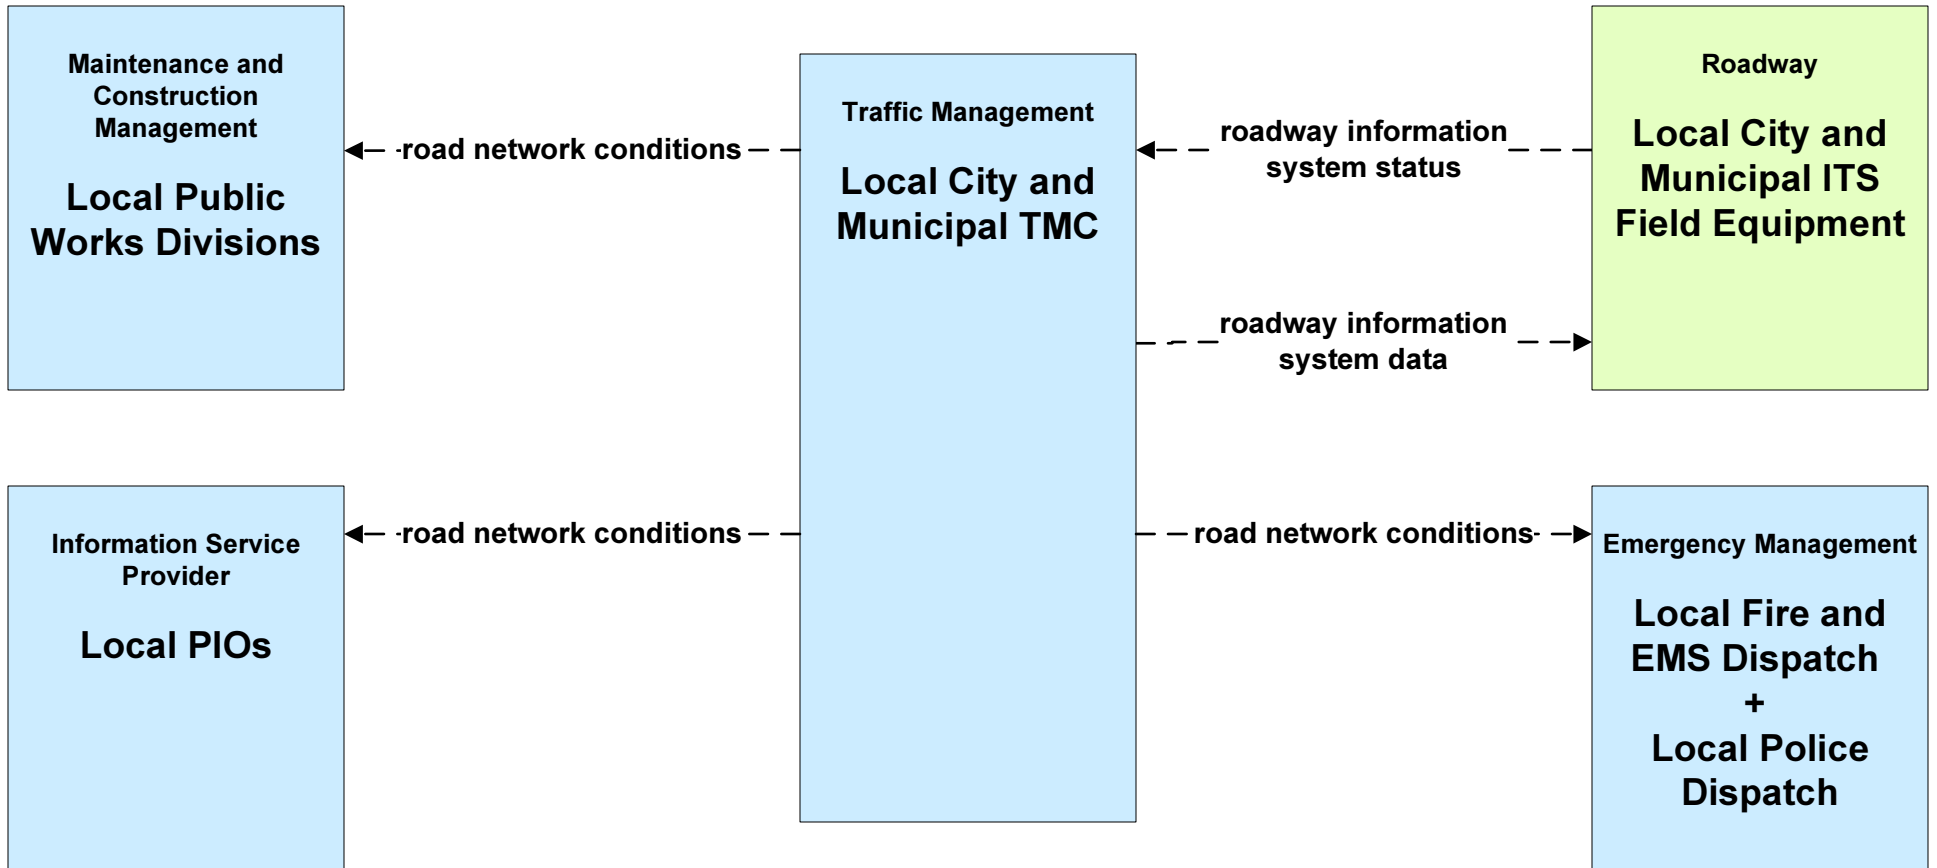 Maintenance and
Construction
Management
Local Public
Works Divisions
road network conditions
Traffic Management
Local City and
Municipal TMC
roadway information
system status
Roadway
Local City and
Municipal ITS
Field Equipment
roadway information
system data
Information Service
Provider
Local PIOs
road network conditions
road network conditions
Emergency Management
Local Fire and
EMS Dispatch
+
Local Police
Dispatch